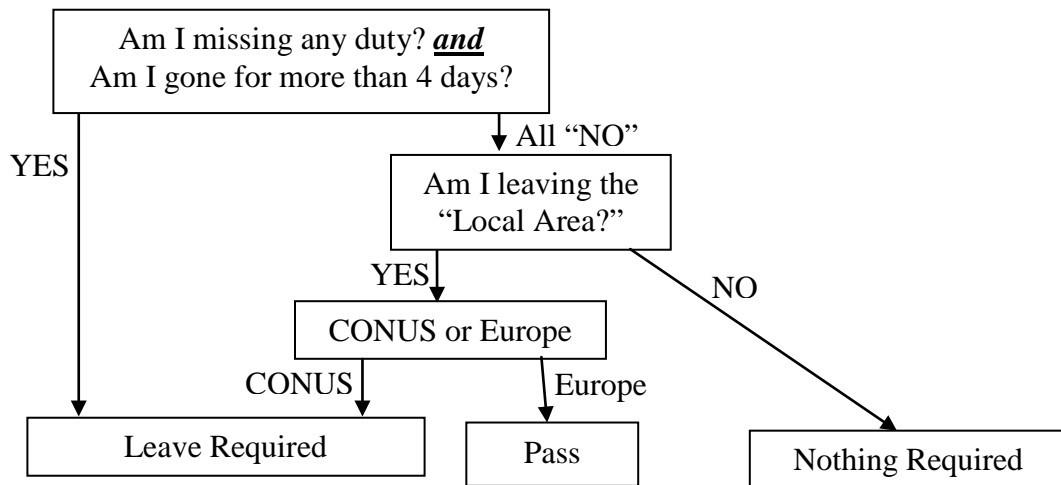 Am I missing any duty? and
Am I gone for more than 4 days?
YES
All “NO”
Am I leaving the
“Local Area?”
YES
NO
CONUS or Europe
CONUS
Europe
Leave Required
Pass
Nothing Required